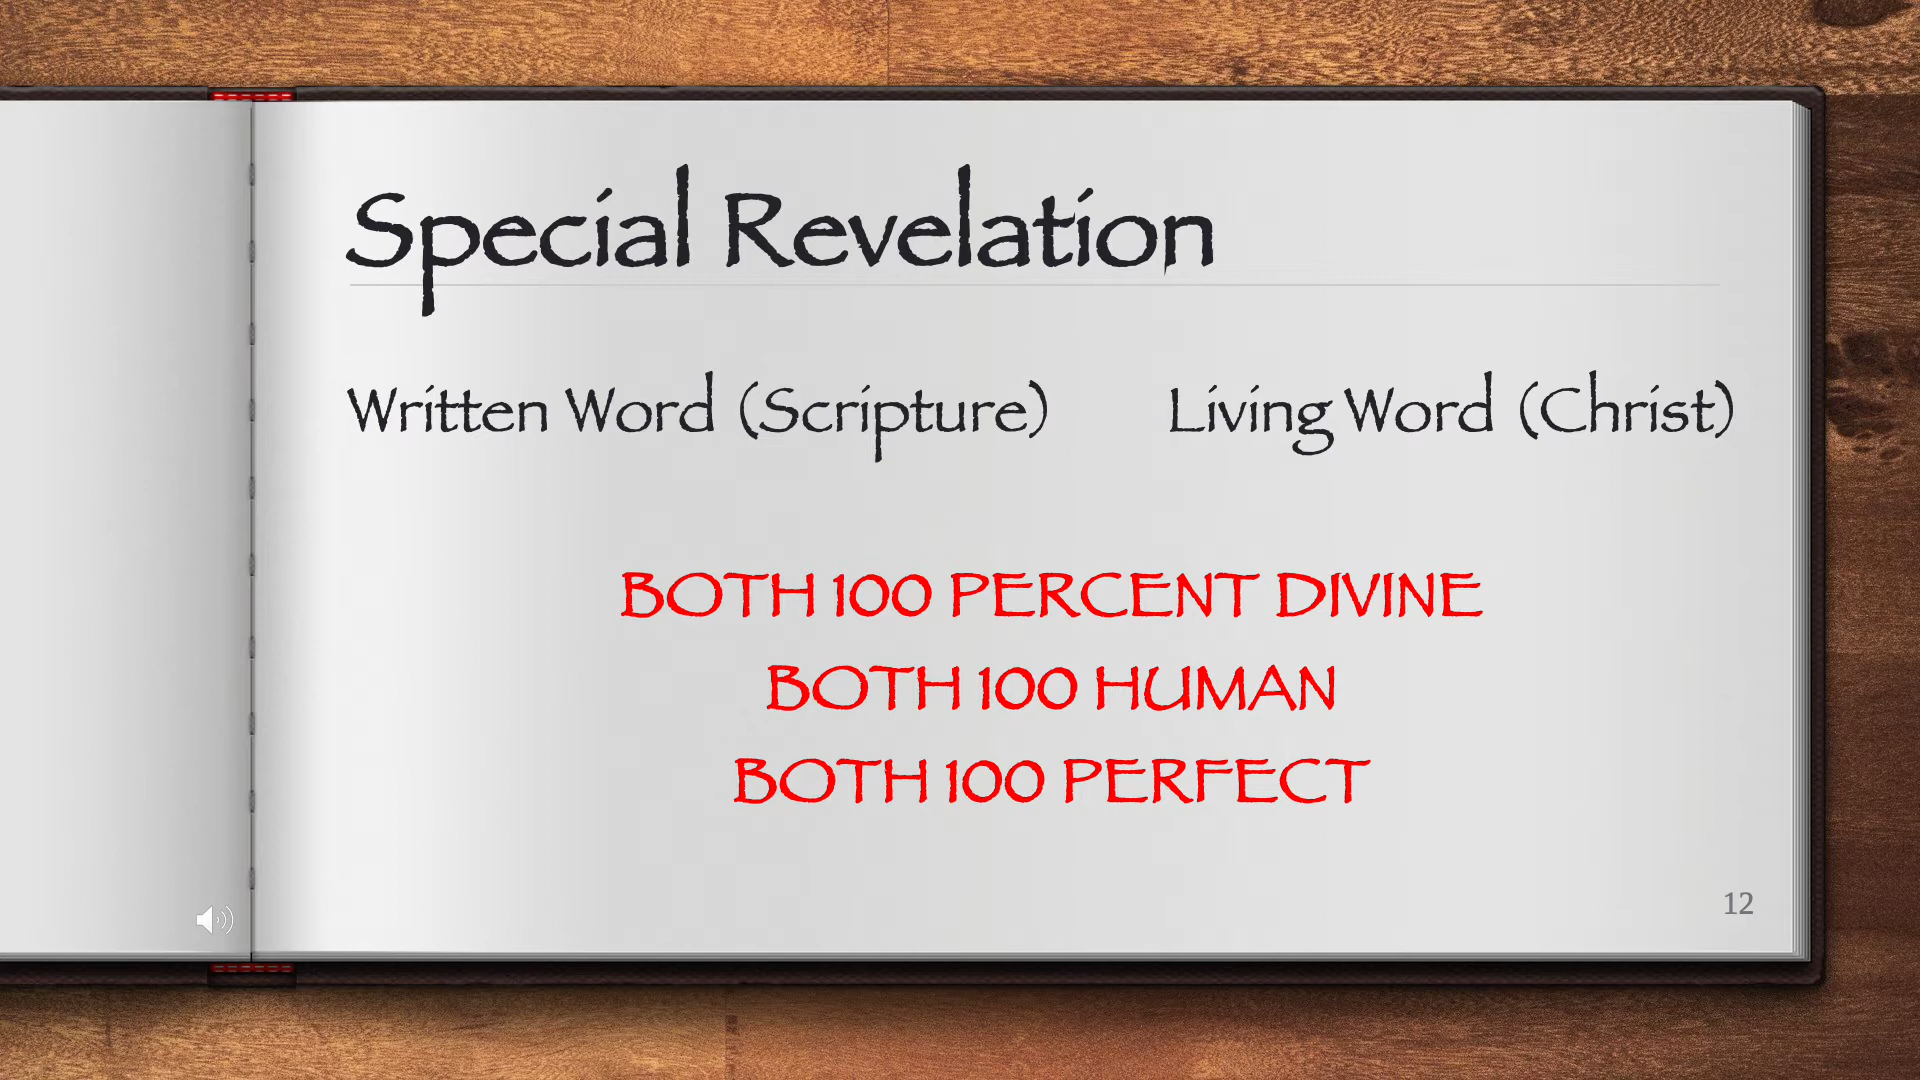 Special Revelation
Written Word (Scripture) Living Word (Christ)
BOTH 100 PERCENT DIVINE
BOTH 100 HUMAN
BOTH 100 PERFECT
12